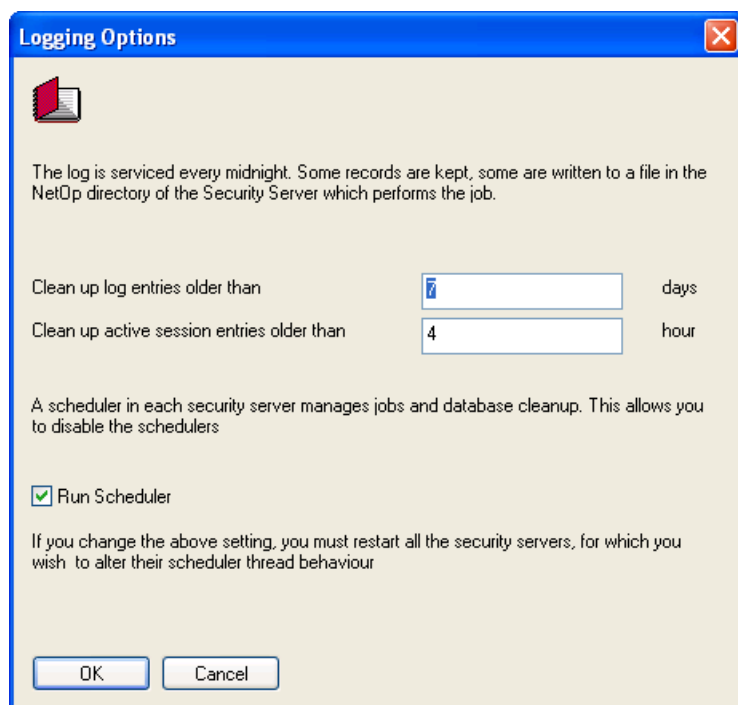 Logging Options
The log is serviced every midnight. Some records are kept, some are written to a file in the
NetOp directory of the Security Server which performs the job.
Clean up log entries older than 7 days
Clean up active session entries older than 4 hour
A scheduler in each security server manages jobs and database cleanup. This allows you
to disable the schedulers
Run Scheduler
If you change the above setting, you must restart all the security servers, for which you
wish  to alter their scheduler thread behaviour
OK Cancel